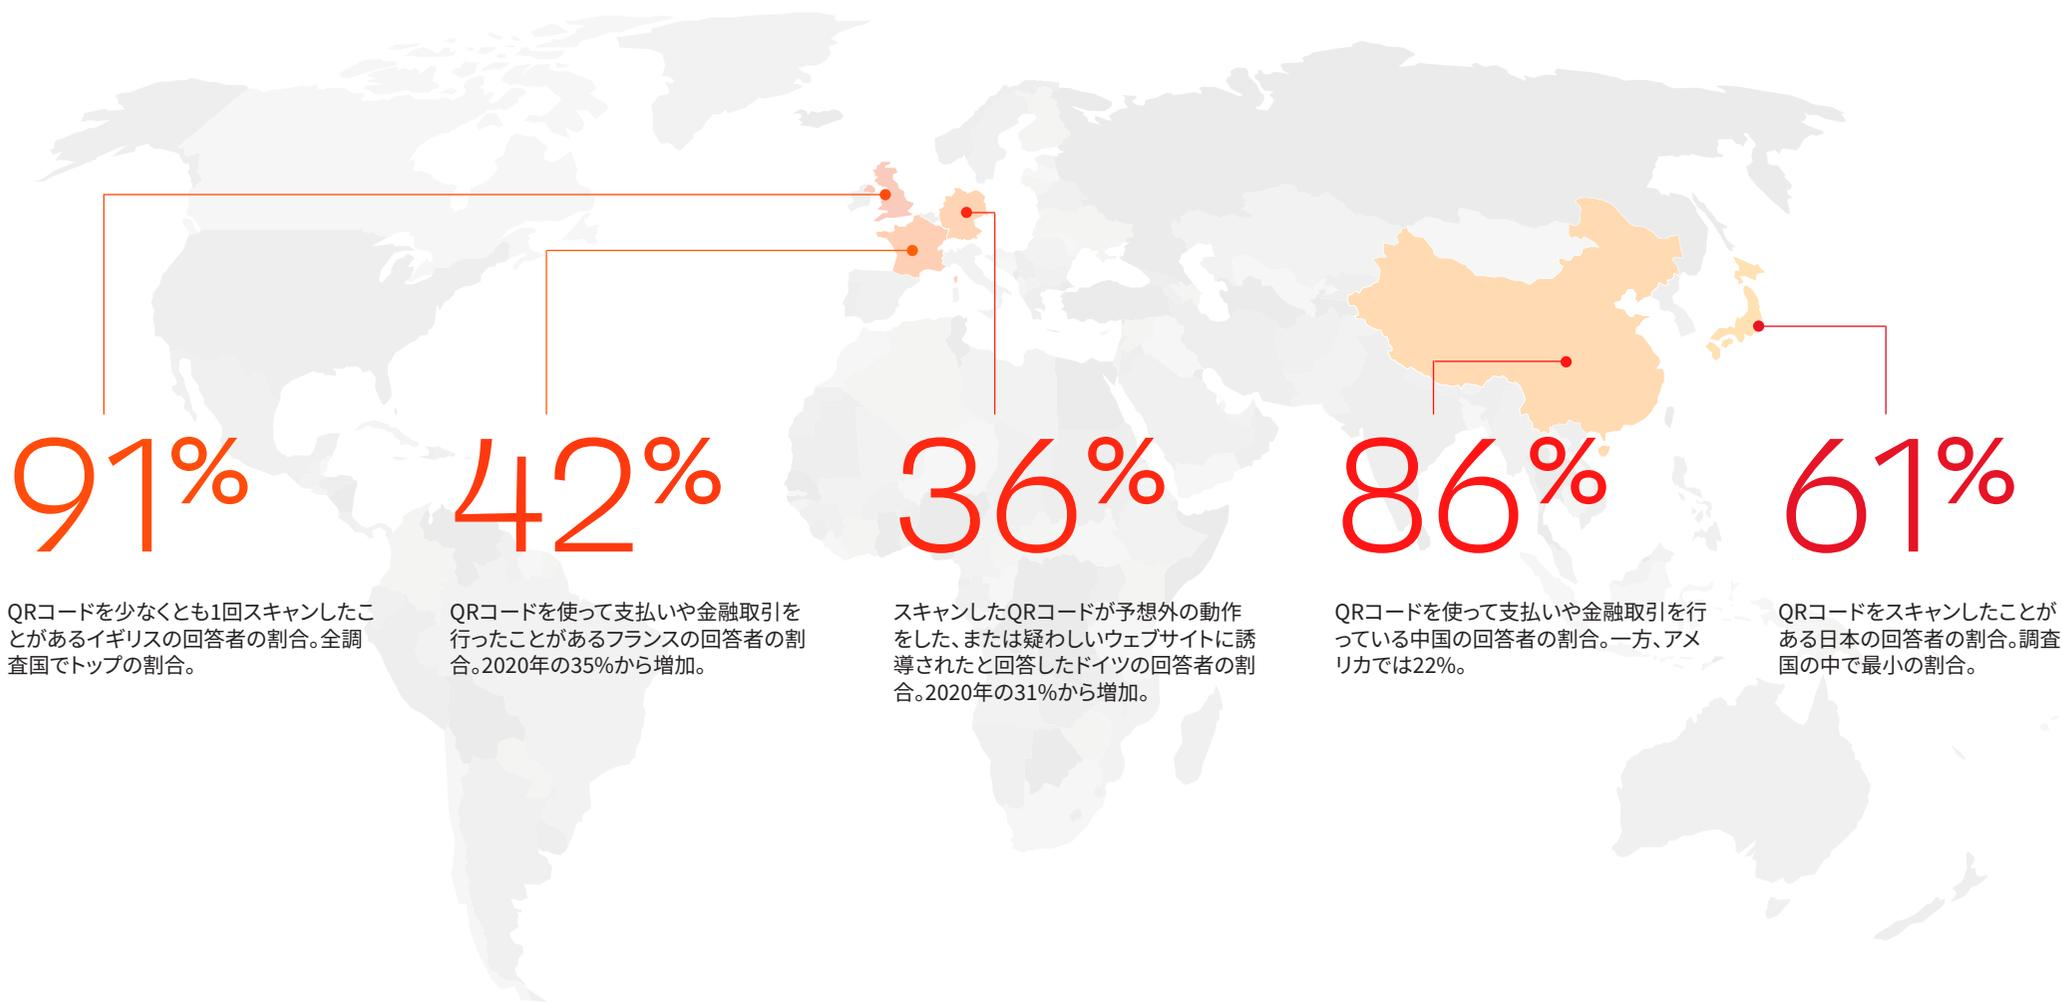 91%
QRコードを少なくとも1回スキャンしたこ
とがあるイギリスの回答者の割合。全調
査国でトップの割合。
42%
QRコードを使って支払いや金融取引を
行ったことがあるフランスの回答者の割
合。2020年の35%から増加。
36%
スキャンしたQRコードが予想外の動作
をした、または疑わしいウェブサイトに誘
導されたと回答したドイツの回答者の割
合。2020年の31%から増加。
86%
QRコードを使って支払いや金融取引を行
っている中国の回答者の割合。一方、アメ
リカでは22%。
61%
QRコードをスキャンしたことが
ある日本の回答者の割合。調査
国の中で最小の割合。